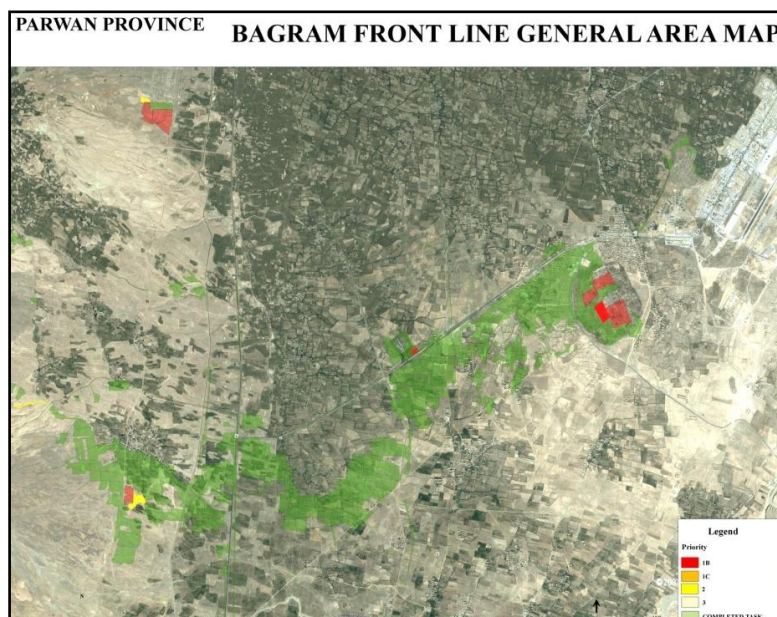 PARWAN PROVINCE
BAGRAM FRONT LINE GENERAL AREA MAP
Legend
Priority
1B
1C
2
3
COMPLETED TASK
N